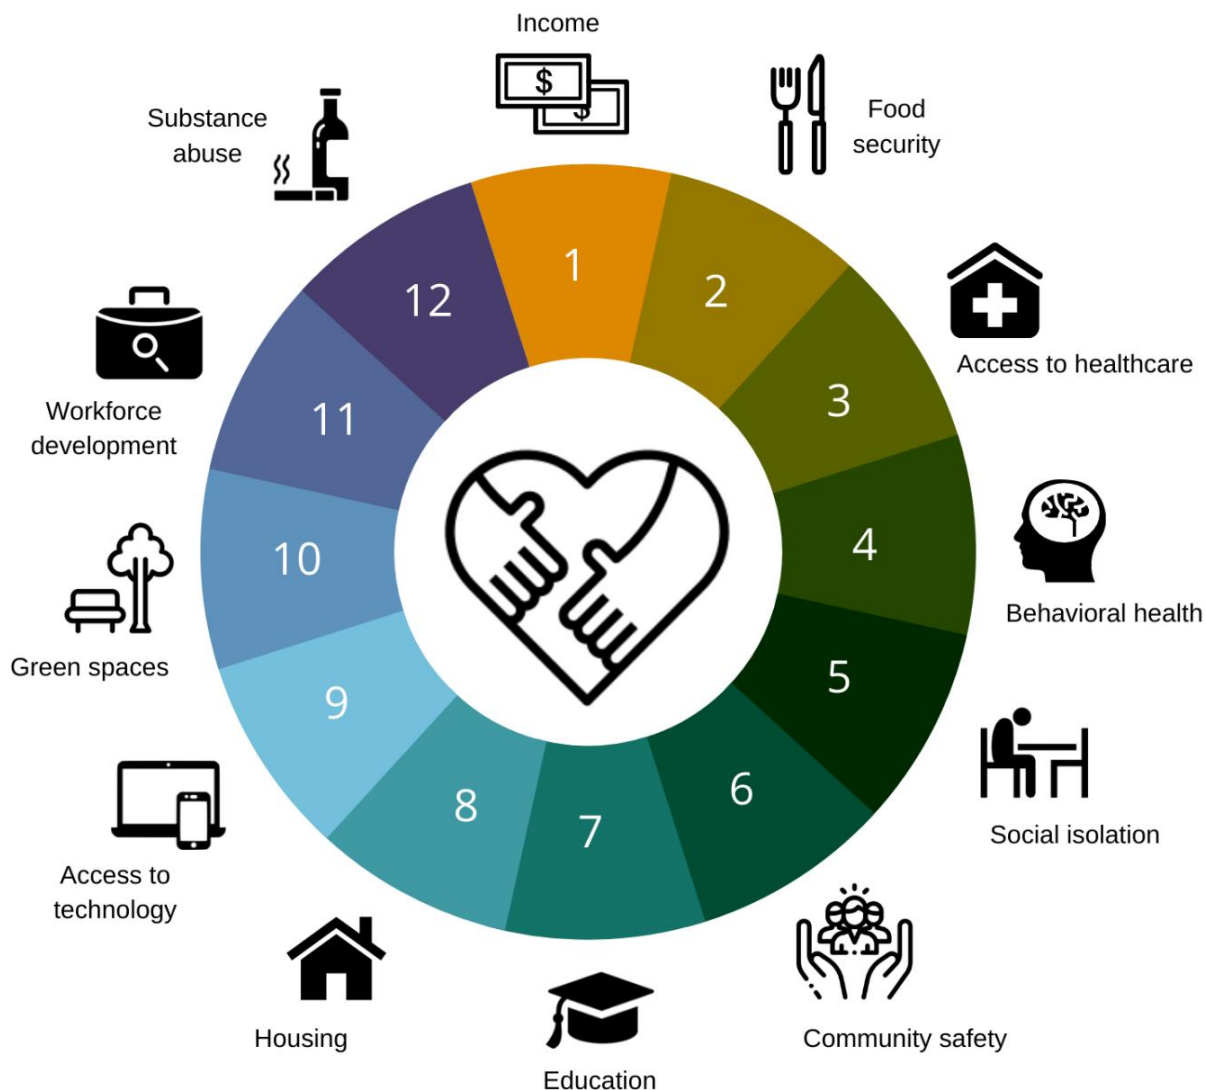 Income
$
$
Food
security
Access to healthcare
Behavioral health
Social isolation
Community safety
Education
Housing
Access to
technology
Green spaces
Workforce
development
Substance
abuse
1
2
3
4
5
6
7
8
9
10
11
12